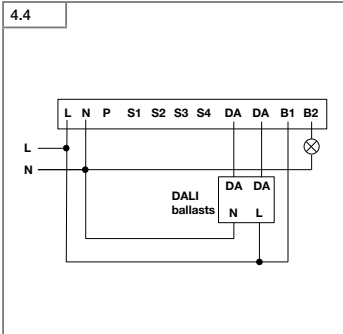 4.4
L N P S1 S2 S3 S4 DA DA B1 B2
L
N
DALI
ballasts
DA DA
N L